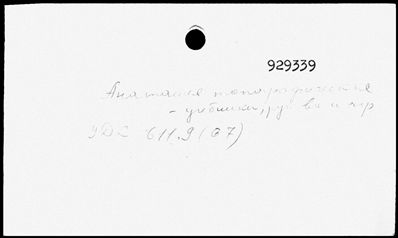 929339
Анатомия топографическая
- учебники, рук-ва и пр
УДК 611.9(07)